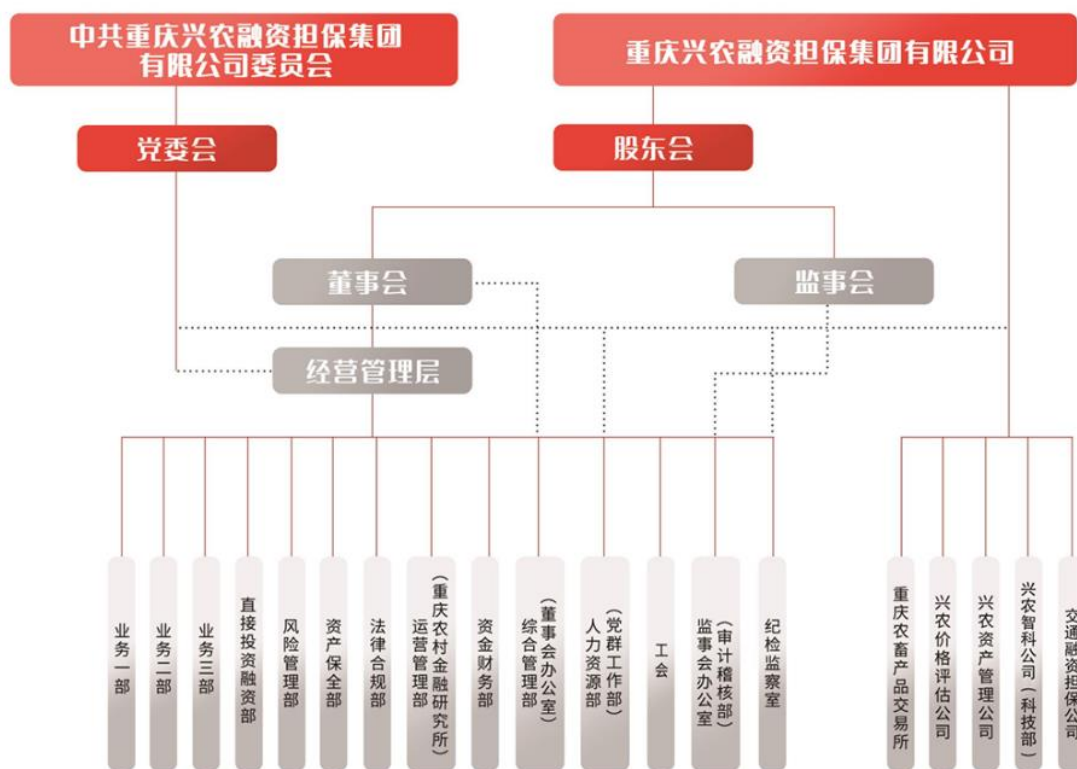 中共重庆兴农融资担保集团
有限公司委员会
重庆兴农融资担保集团有限公司
党委会
股东会
董事会
监事会
经营管理层
业务一部
业务二部
业务三部
直接投资融资部
风险管理部
资产保全部
法律合规部
运营管理部
（重庆农村金融研究所）
资金财务部
综合管理部
（董事会办公室）
人力资源部
（党群工作部）
工会
监事会办公室
（审计稽核部）
纪检监察室
重庆农畜产品交易所
兴农价格评估公司
兴农资产管理公司
兴农智科公司（科技部）
交通融资担保公司